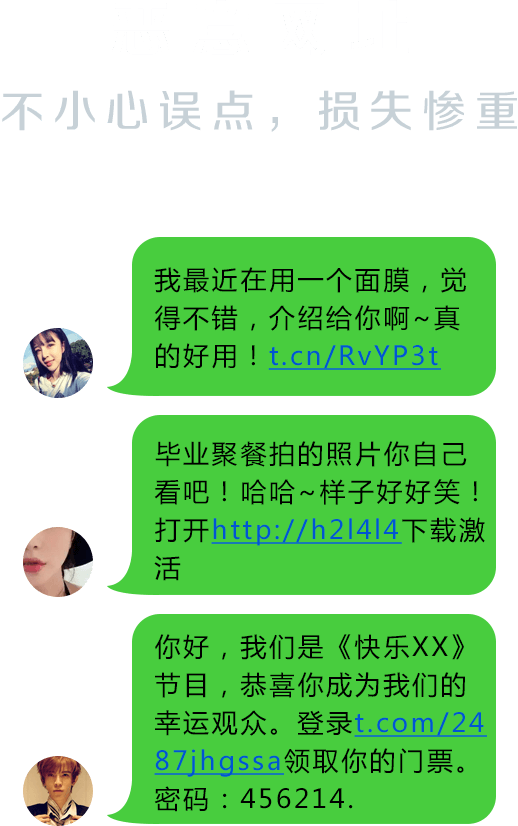 不小心误点，损失惨重
我最近在用一个面膜，觉
得不错，介绍给你啊~真
的好用！t.cn/RvYP3t
毕业聚餐拍的照片你自己
看吧！哈哈~样子好好笑！
打开http://h2l4l4下载激
活
你好，我们是《快乐XX》
节目，恭喜你成为我们的
幸运观众。登录t.com/24
87jhgssa领取你的门票。
密码：456214.